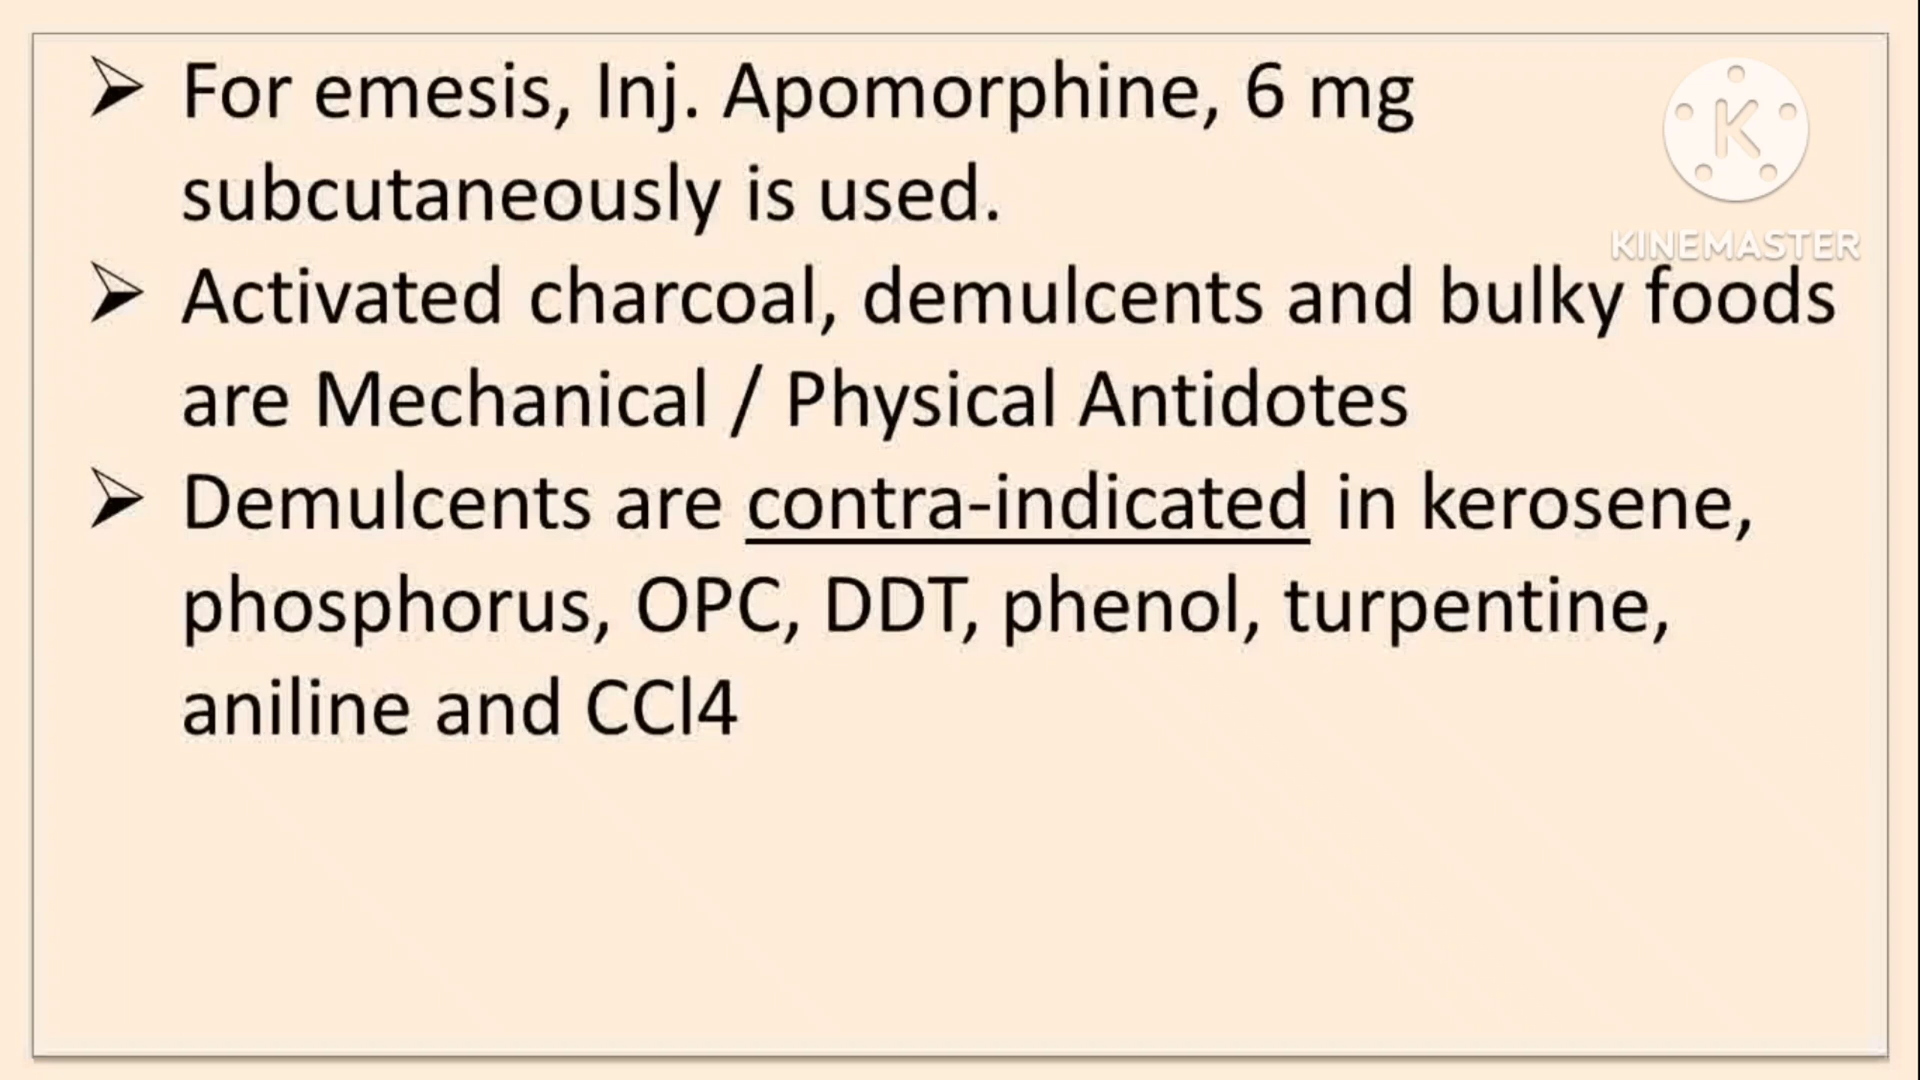 For emesis, Inj. Apomorphine, 6 mg
subcutaneously is used.
K
KINEMASTER
Activated charcoal, demulcents and bulky foods
are Mechanical / Physical Antidotes
Demulcents are contra-indicated in kerosene,
phosphorus, OPC, DDT, phenol, turpentine,
aniline and CCl4